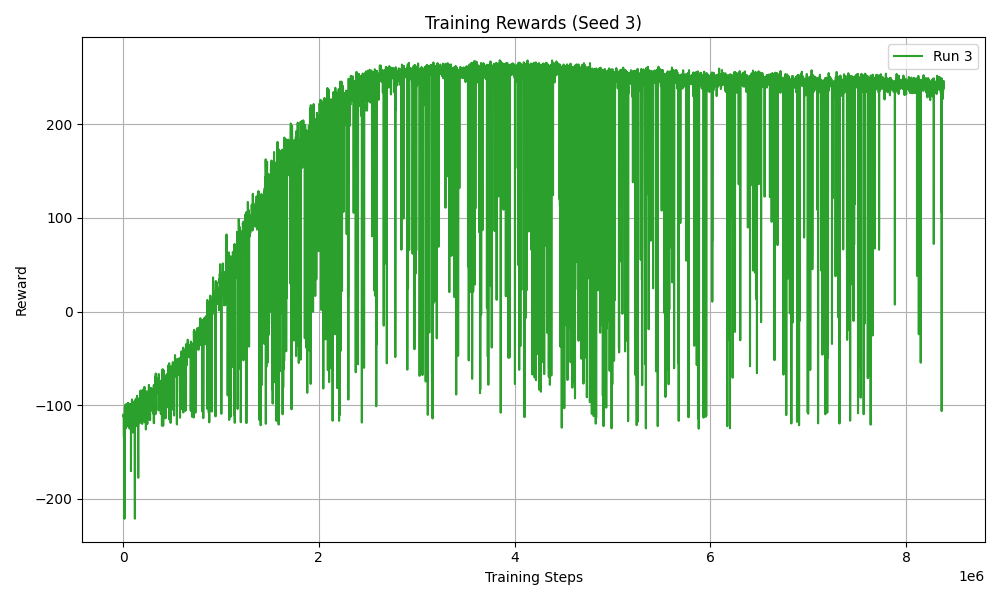 Training Rewards (Seed 3)
Run 3
Reward
200
100
0
−100
−200
0 2 4 6 8
1e6
Training Steps